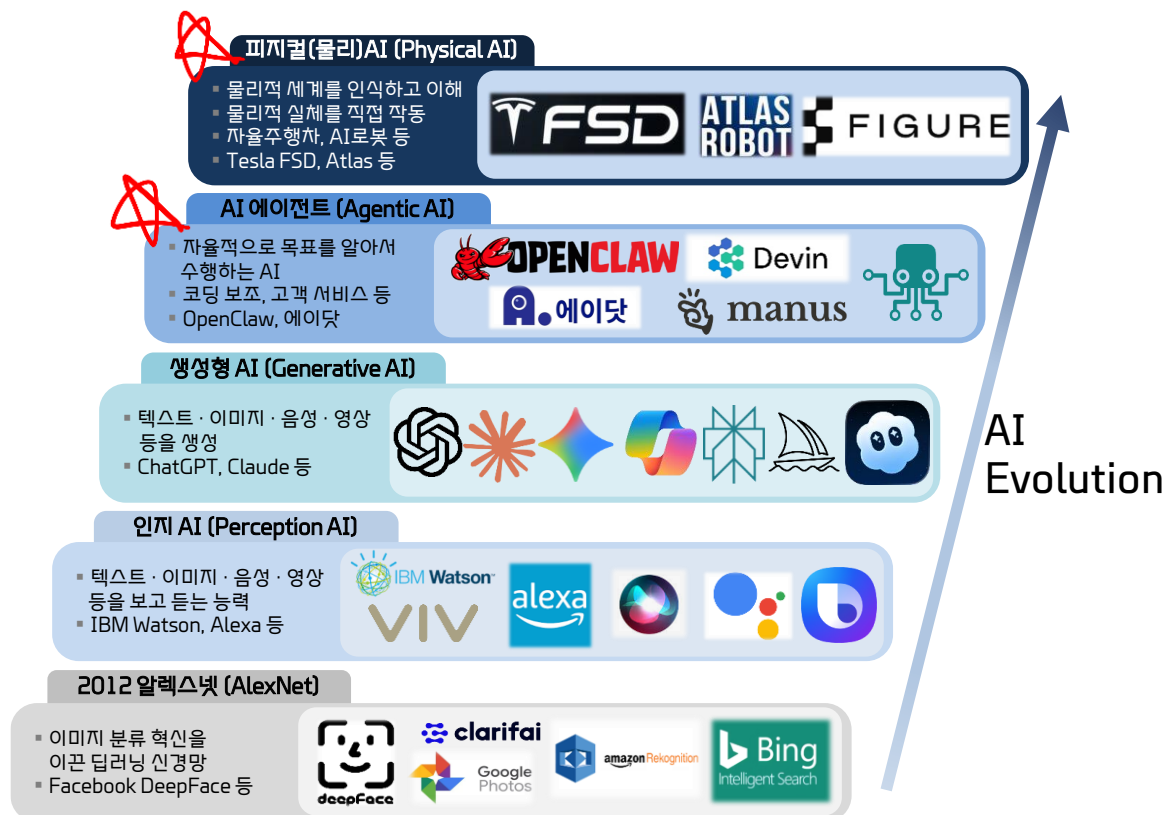 피지컬(물리)AI (Physical AI)
▪ 물리적 세계를 인식하고 이해
▪ 물리적 실체를 직접 작동
▪ 자율주행차, AI로봇 등
▪ Tesla FSD, Atlas 등
FSD
ATLAS
ROBOT
FIGURE
AI 에이전트 (Agentic AI)
▪ 자율적으로 목표를 알아서
수행하는 AI
▪ 코딩 보조, 고객 서비스 등
▪ OpenClaw, 에이닷
OPENCLAW
Devin
A. 에이닷
manus
생성형 AI (Generative AI)
▪ 텍스트 · 이미지 · 음성 · 영상
등을 생성
▪ ChatGPT, Claude 등
AI
Evolution
인지 AI (Perception AI)
▪ 텍스트 · 이미지 · 음성 · 영상
등을 보고 듣는 능력
▪ IBM Watson, Alexa 등
IBM Watson™
VIV
alexa
2012 알렉스넷 (AlexNet)
▪ 이미지 분류 혁신을
이끈 딥러닝 신경망
▪ Facebook DeepFace 등
deepFace
clarifai
Google
Photos
amazon Rekognition
Bing
Intelligent Search